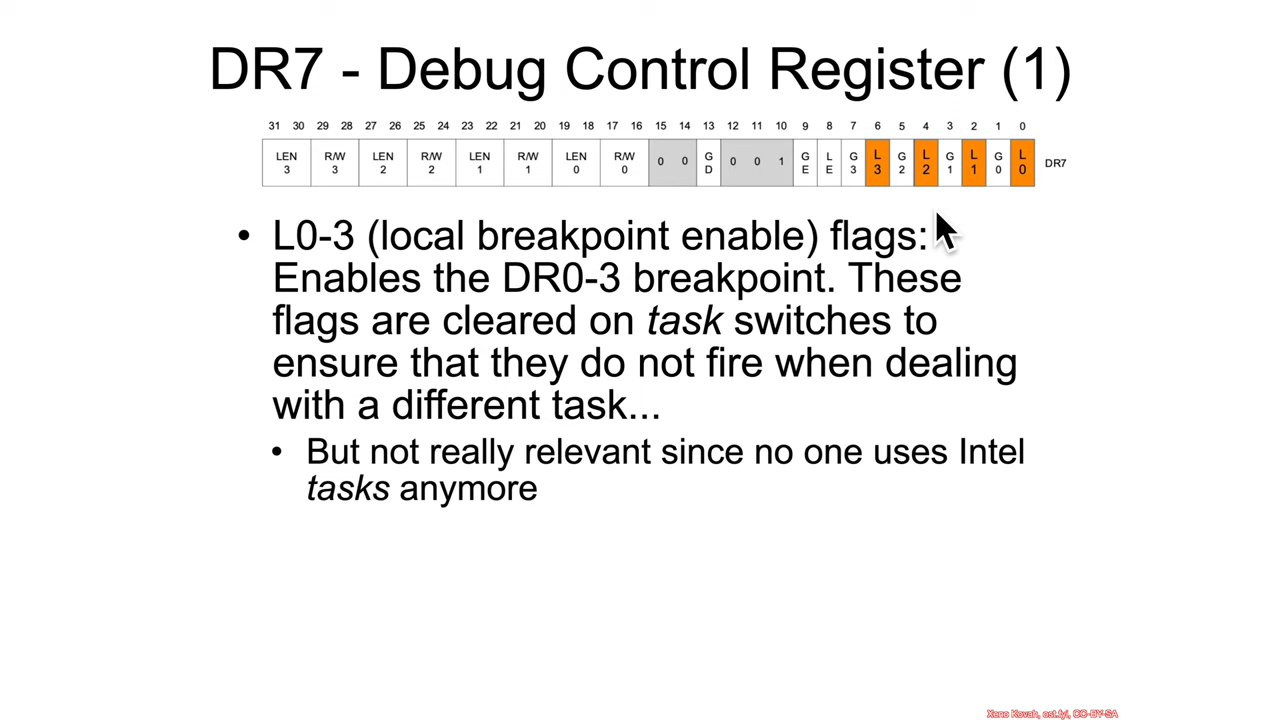 DR7 - Debug Control Register (1)
31 30 29 28 27 26 25 24 23 22 21 20 19 18 17 16 15 14 13 12 11 10 9 8 7 6 5 4 3 2 1 0
LEN 3 R/W 3 LEN 2 R/W 2 LEN 1 R/W 1 LEN 0 R/W 0 0 0 G D 0 0 1 G E L E G 3 L 3 G 2 L 2 G 1 L 1 G 0 L 0 DR7
• L0-3 (local breakpoint enable) flags:
Enables the DR0-3 breakpoint. These
flags are cleared on task switches to
ensure that they do not fire when dealing
with a different task...
• But not really relevant since no one uses Intel
tasks anymore
Xeno Kovah, ost.fyi, CC-BY-SA